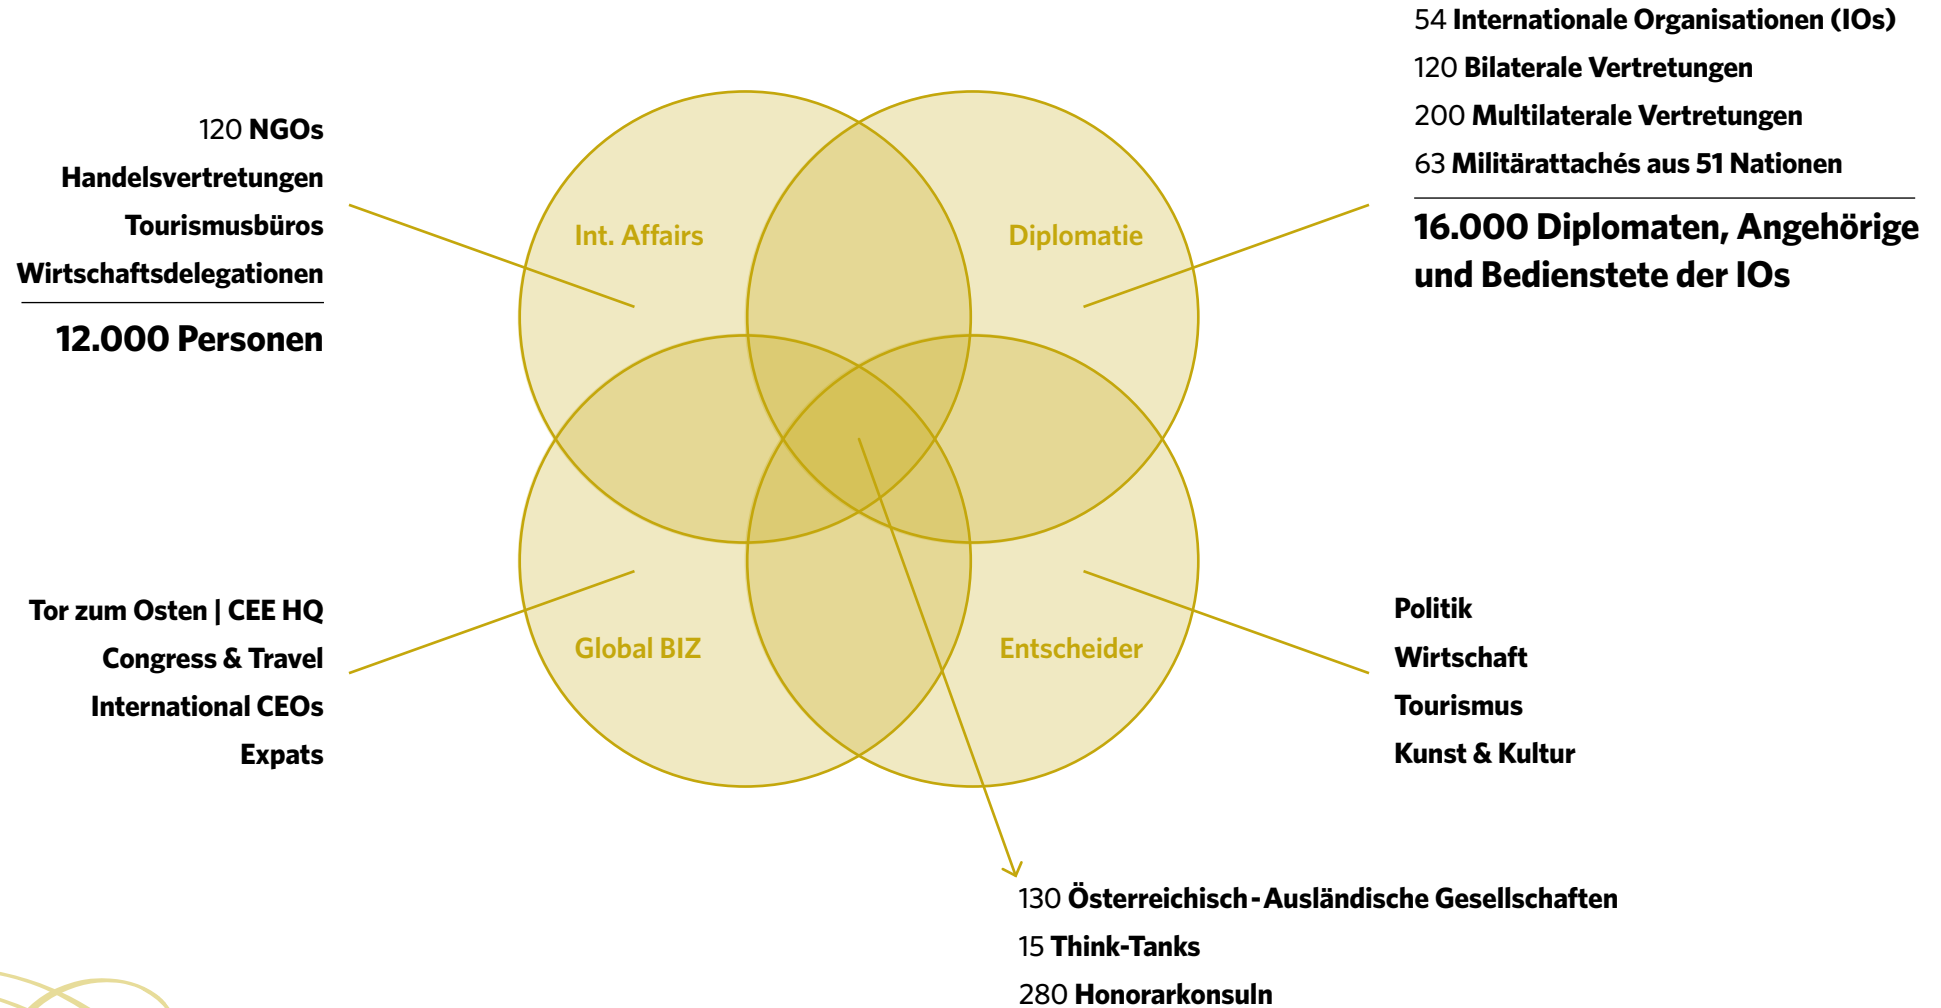 54 Internationale Organisationen (IOs)
120 Bilaterale Vertretungen
200 Multilaterale Vertretungen
63 Militärattachés aus 51 Nationen
16.000 Diplomaten, Angehörige
und Bedienstete der IOs
120 NGOs
Handelsvertretungen
Tourismusbüros
Wirtschaftsdelegationen
12.000 Personen
Int. Affairs
Diplomatie
Global BIZ
Entscheider
Tor zum Osten | CEE HQ
Congress & Travel
International CEOs
Expats
Politik
Wirtschaft
Tourismus
Kunst & Kultur
130 Österreichisch-Ausländische Gesellschaften
15 Think-Tanks
280 Honorarkonsuln